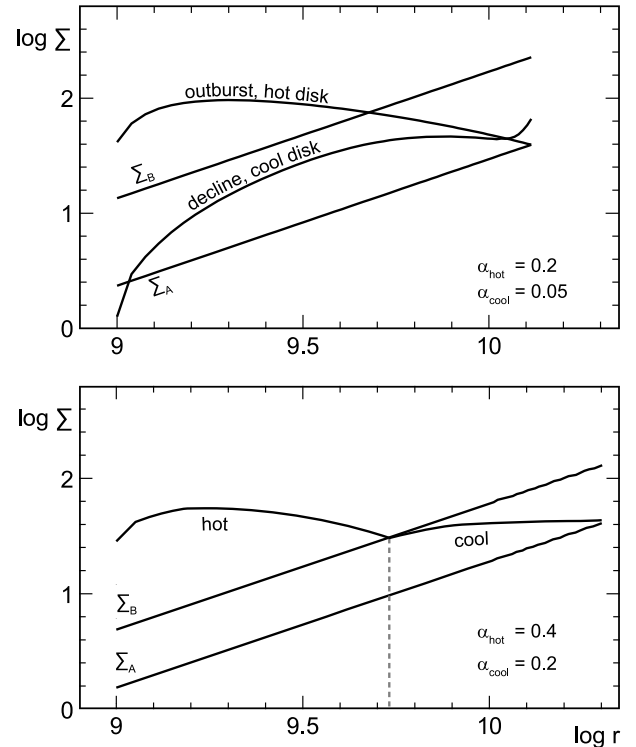 log Σ
2
1
0
outburst, hot disk
Σ_B
decline, cool disk
Σ_A
α_hot = 0.2
α_cool = 0.05
9
9.5
10
log Σ
2
1
0
hot
cool
Σ_B
Σ_A
α_hot = 0.4
α_cool = 0.2
9
9.5
10
log r